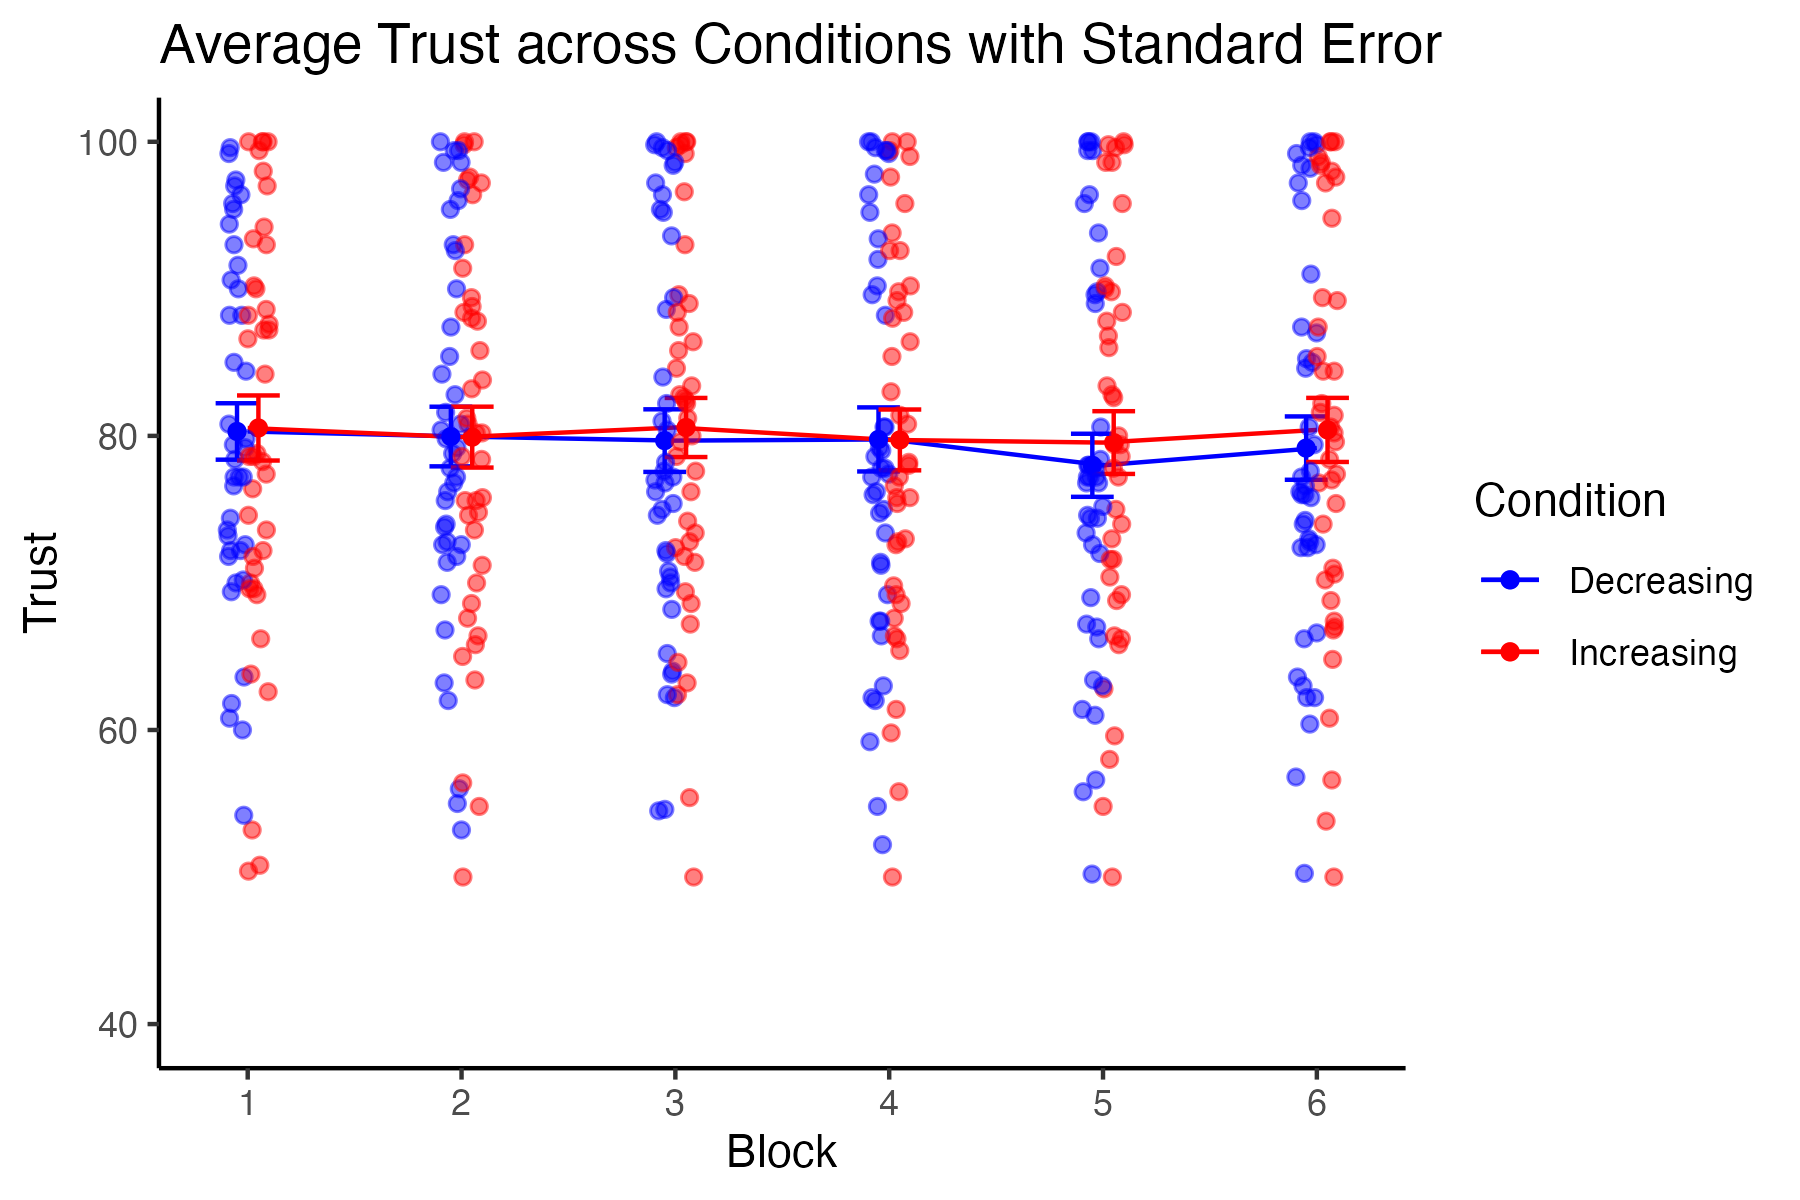 Average Trust across Conditions with Standard Error
100
80
60
40
Trust
1 2 3 4 5 6
Block
Condition
Decreasing
Increasing